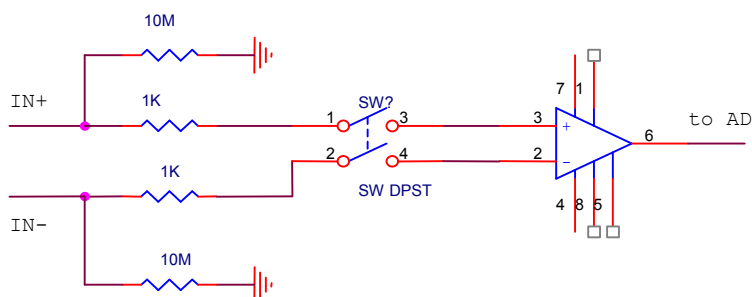 10M
IN+
1K
SW?
1
3
2
4
7
1
3
2
6
to AD
1K
SW DPST
4
8
5
IN-
10M